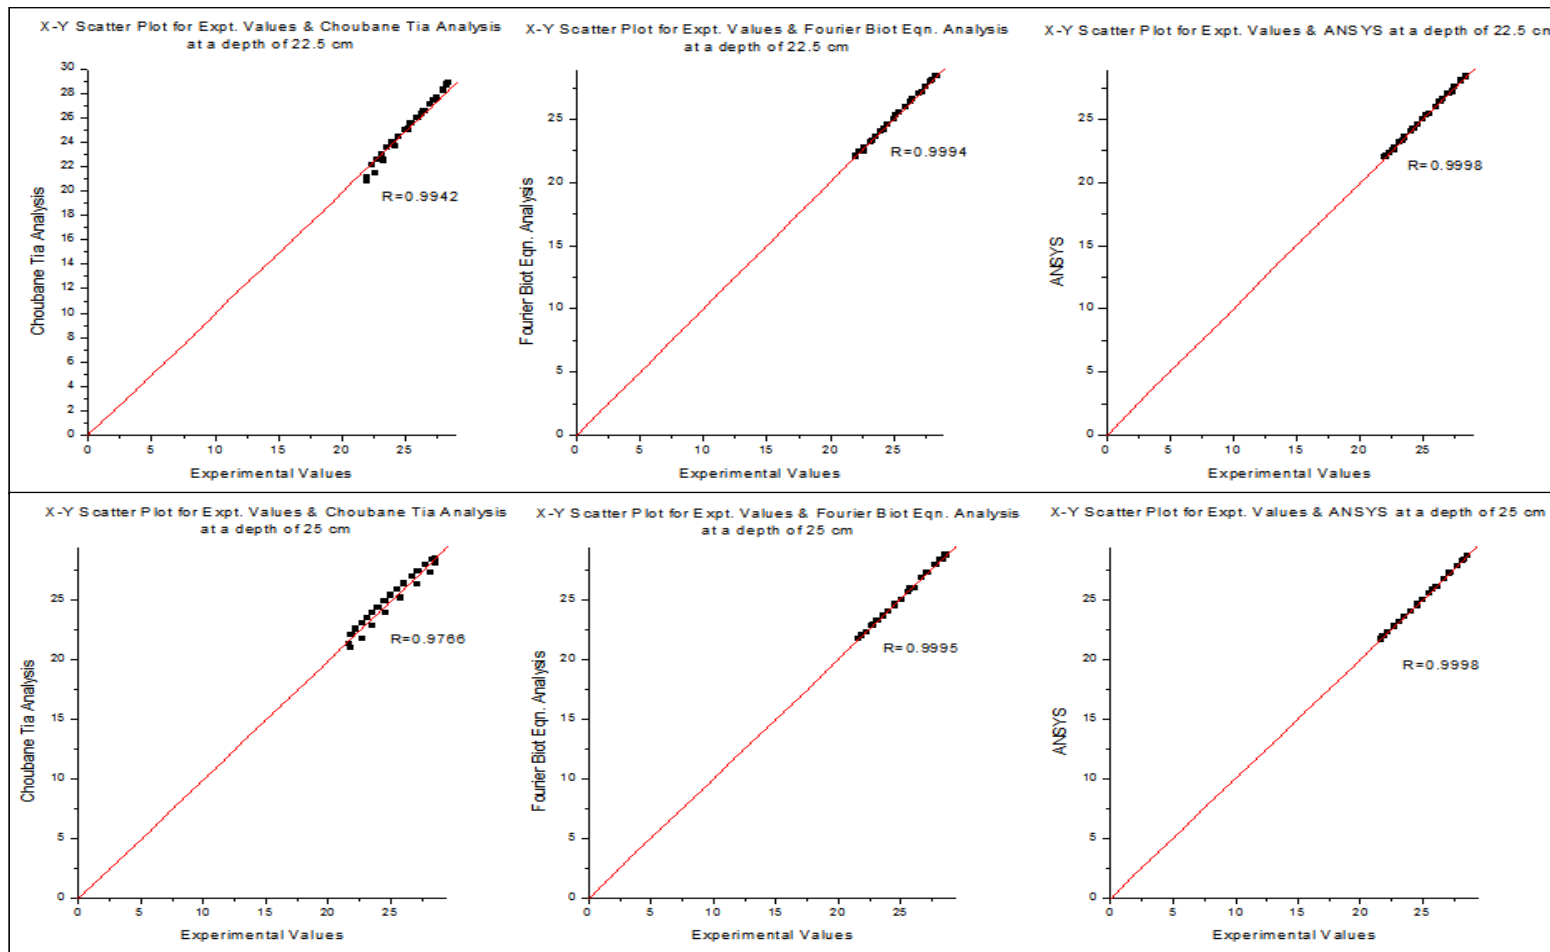 X-Y Scatter Plot for Expt. Values & Choubane Tia Analysis
at a depth of 22.5 cm
30
28
26
24
22
20
18
16
14
12
10
8
6
4
2
0
Choubane Tia Analysis
R=0.9942
0 5 10 15 20 25
Experimental Values
X-Y Scatter Plot for Expt. Values & Fourier Biot Eqn. Analysis
at a depth of 22.5 cm
25
20
15
10
5
0
Fourier Biot Eqn. Analysis
R=0.9994
0 5 10 15 20 25
Experimental Values
X-Y Scatter Plot for Expt. Values & ANSYS at a depth of 22.5 cm
25
20
15
10
5
0
ANSYS
R=0.9998
0 5 10 15 20 25
Experimental Values
X-Y Scatter Plot for Expt. Values & Choubane Tia Analysis
at a depth of 25 cm
25
20
15
10
5
0
Choubane Tia Analysis
R=0.9766
0 5 10 15 20 25
Experimental Values
X-Y Scatter Plot for Expt. Values & Fourier Biot Eqn. Analysis
at a depth of 25 cm
25
20
15
10
5
0
Fourier Biot Eqn. Analysis
R=0.9995
0 5 10 15 20 25
Experimental Values
X-Y Scatter Plot for Expt. Values & ANSYS at a depth of 25 cm
25
20
15
10
5
0
ANSYS
R=0.9998
0 5 10 15 20 25
Experimental Values